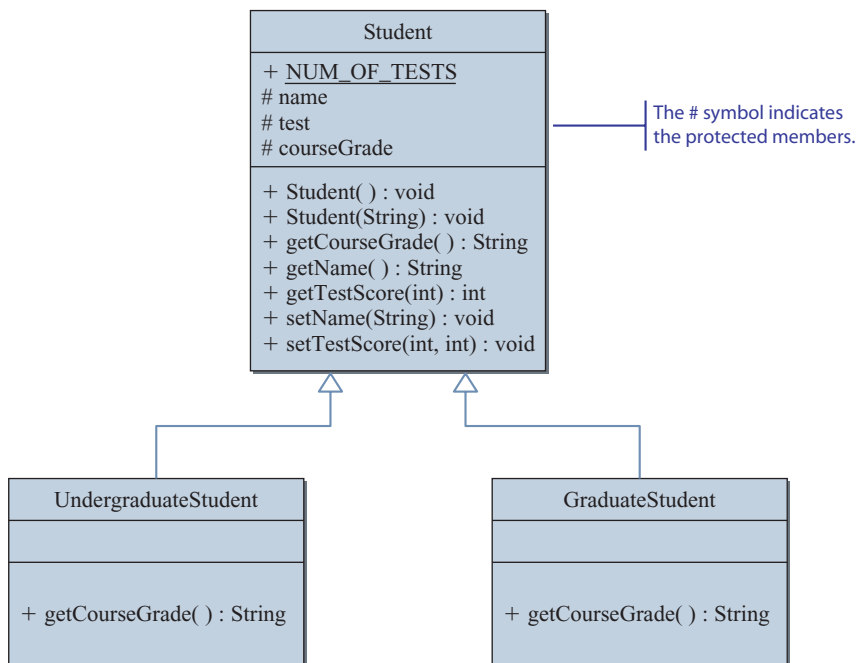 Student
+ NUM_OF_TESTS
# name
# test
# courseGrade
The # symbol indicates
the protected members.
+ Student( ) : void
+ Student(String) : void
+ getCourseGrade( ) : String
+ getName( ) : String
+ getTestScore(int) : int
+ setName(String) : void
+ setTestScore(int, int) : void
UndergraduateStudent
+ getCourseGrade( ) : String
GraduateStudent
+ getCourseGrade( ) : String